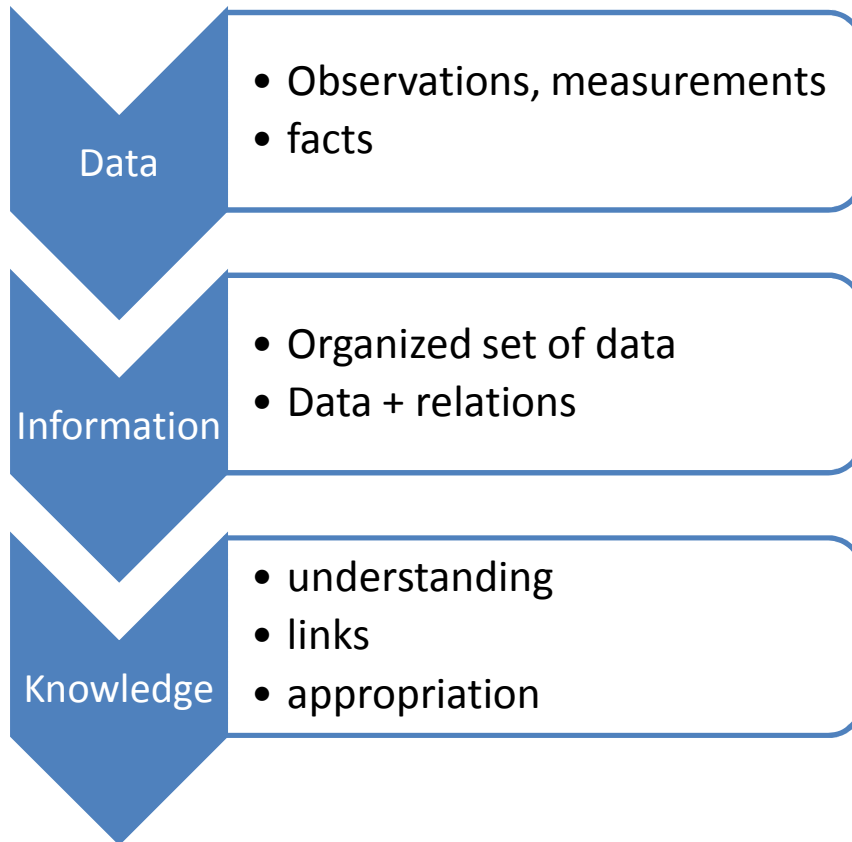 Data
• Observations, measurements
• facts
Information
• Organized set of data
• Data + relations
Knowledge
• understanding
• links
• appropriation